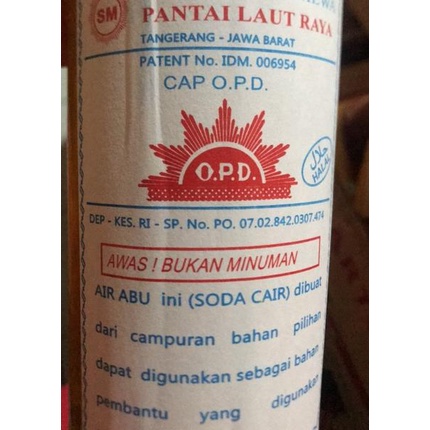 SM
PANTAI LAUT RAYA
TANGERANG - JAWA BARAT
PATENT No. IDM. 006954
CAP O.P.D.
O.P.D.
حلال
HALAL
DEP - KES. RI - SP. No. PO. 07.02.842.0307.474
AWAS ! BUKAN MINUMAN
AIR ABU ini (SODA CAIR) dibuat
dari campuran bahan pilihan
dapat digunakan sebagai bahan
pembantu yang digunakan